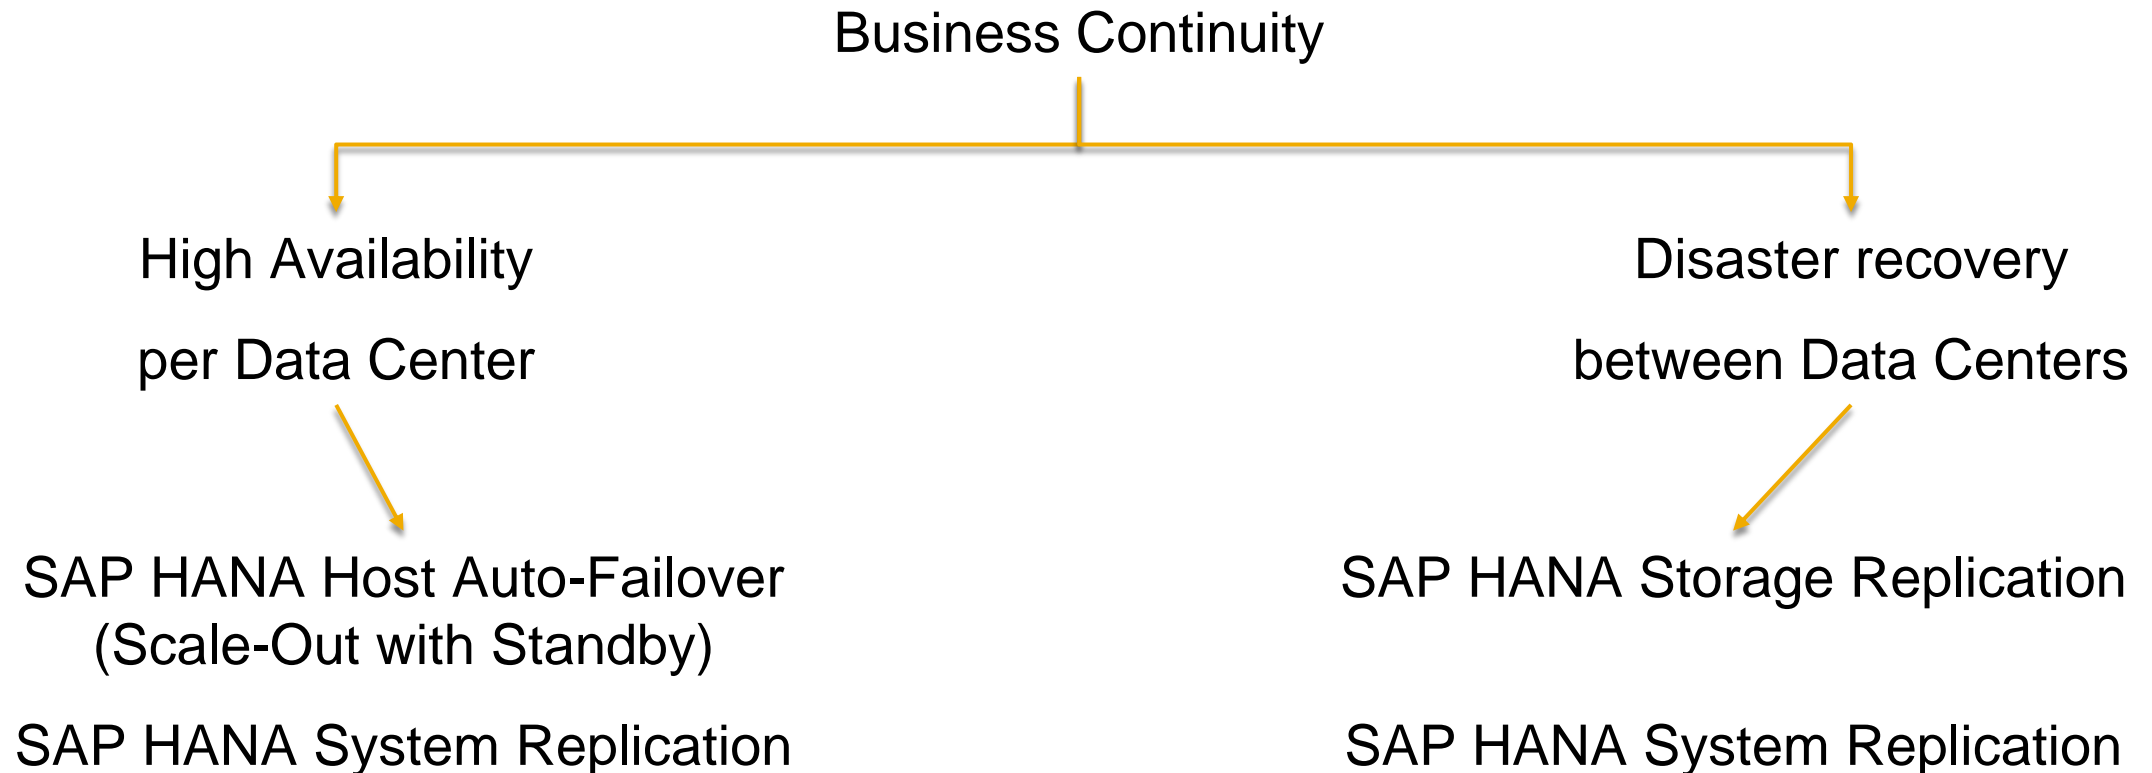 Business Continuity
High Availability
per Data Center
Disaster recovery
between Data Centers
SAP HANA Host Auto-Failover
(Scale-Out with Standby)
SAP HANA System Replication
SAP HANA Storage Replication
SAP HANA System Replication